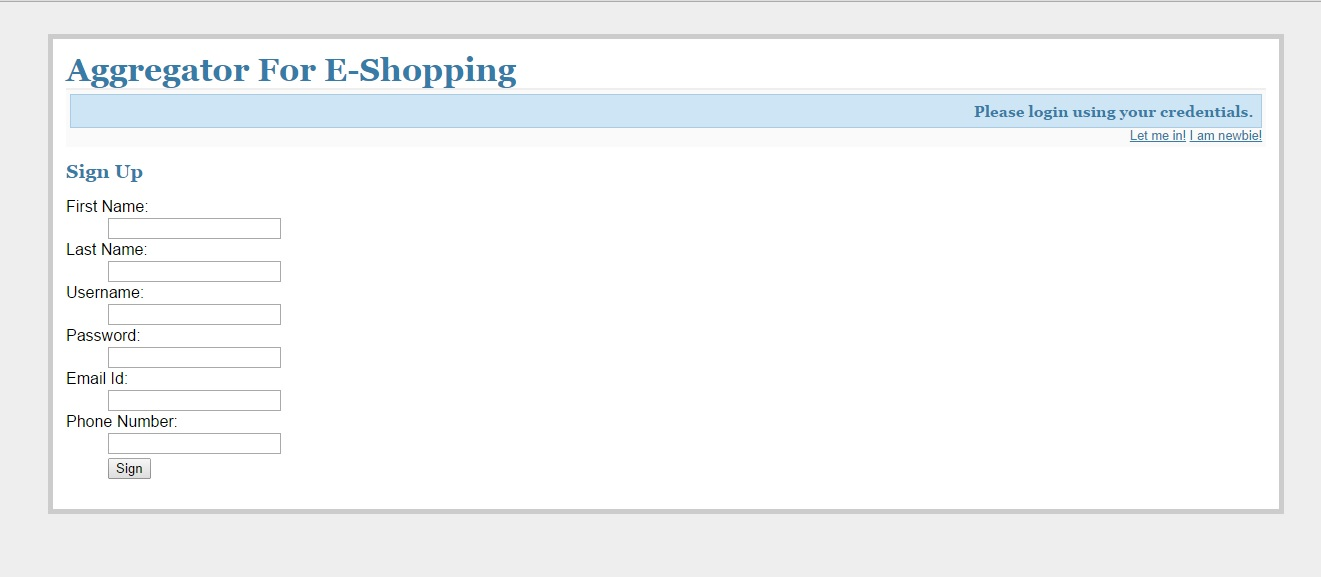 Aggregator For E-Shopping
Please login using your credentials.
Let me in! I am newbie!
Sign Up
First Name:
Last Name:
Username:
Password:
Email Id:
Phone Number:
Sign